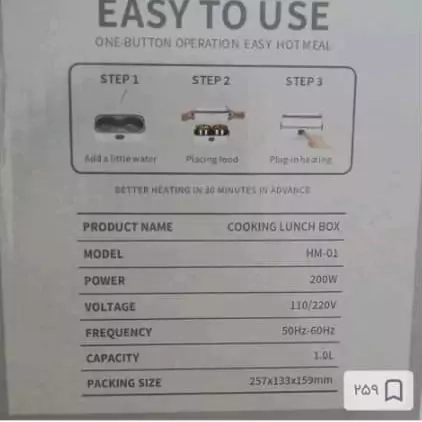 EASY TO USE
ONE-BUTTON OPERATION EASY HOT MEAL
STEP 1 STEP 2 STEP 3
Add a little water Placing food Plug in heating
BETTER HEATING IN 30 MINUTES IN ADVANCE
PRODUCT NAME COOKING LUNCH BOX
MODEL HM-01
POWER 200W
VOLTAGE 110/220V
FREQUENCY 50Hz-60Hz
CAPACITY 1.0L
PACKING SIZE 257x133x159mm
۲۵۹